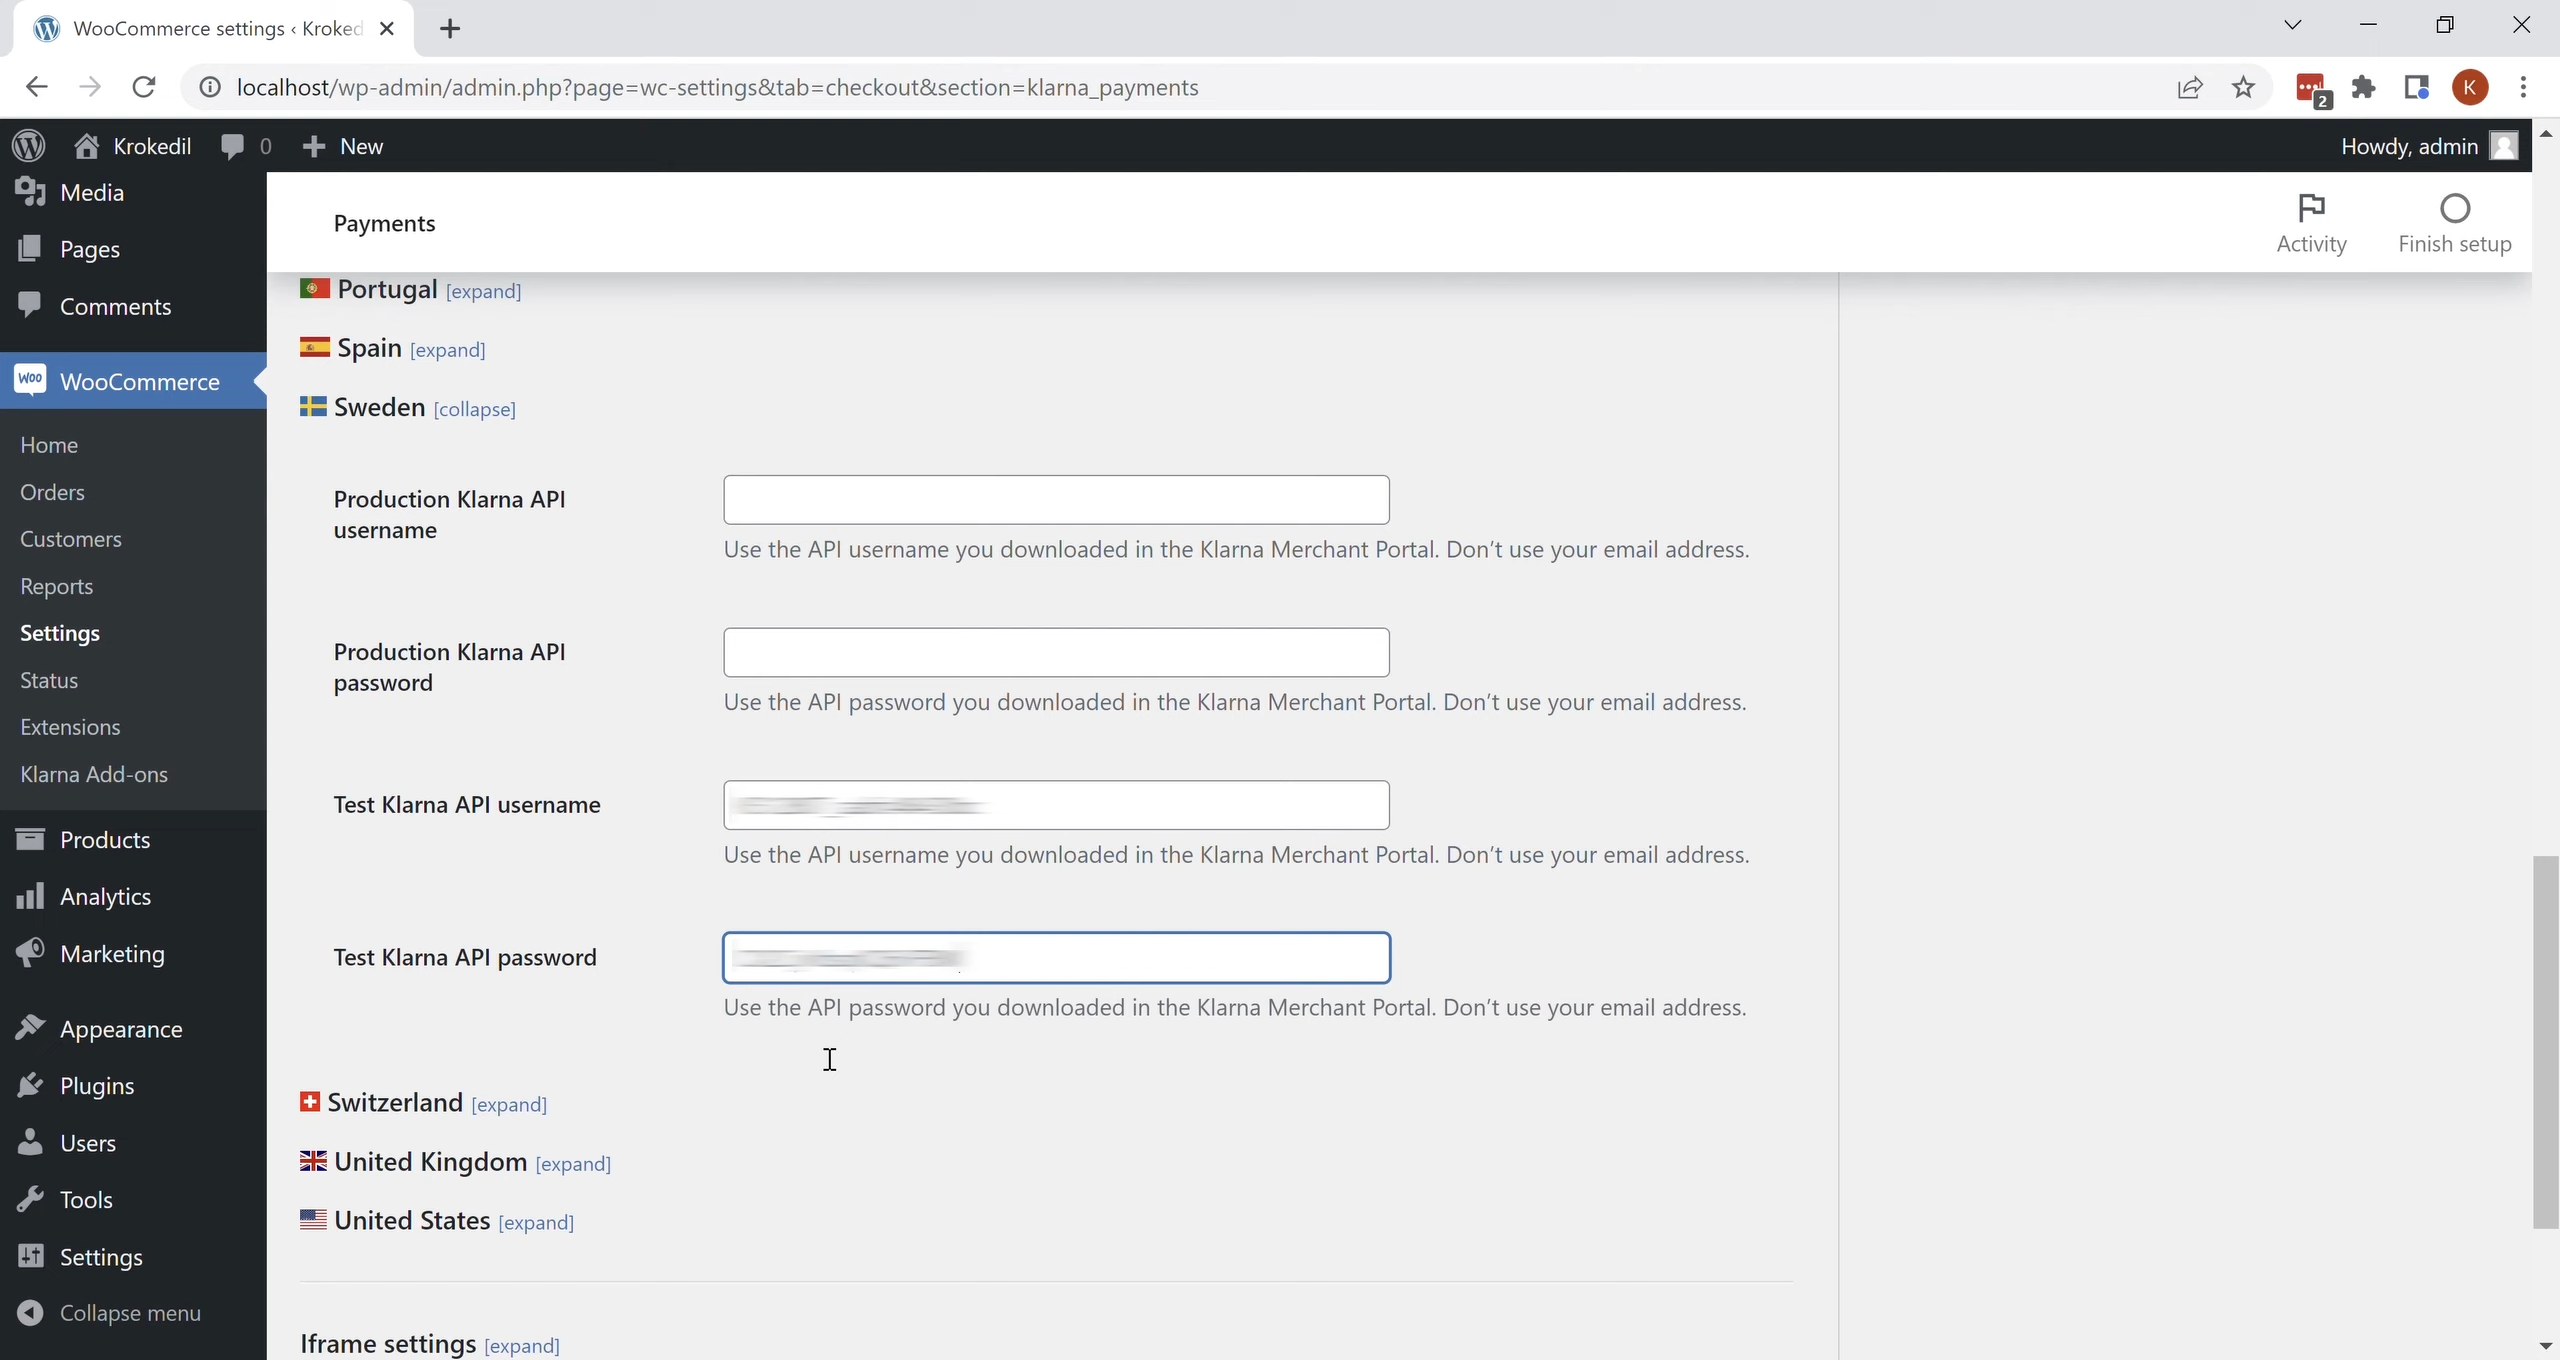 WooCommerce settings ‹ Kroked
localhost/wp-admin/admin.php?page=wc-settings&tab=checkout&section=klarna_payments
2
K
Krokedil 0 New
Howdy, admin
Media
Pages
Comments
Woo WooCommerce
Home
Orders
Customers
Reports
Settings
Status
Extensions
Klarna Add-ons
Products
Analytics
Marketing
Appearance
Plugins
Users
Tools
Settings
Collapse menu
Payments
Activity
Finish setup
Portugal [expand]
Spain [expand]
Sweden [collapse]
Production Klarna API
username
Use the API username you downloaded in the Klarna Merchant Portal. Don’t use your email address.
Production Klarna API
password
Use the API password you downloaded in the Klarna Merchant Portal. Don’t use your email address.
Test Klarna API username
Use the API username you downloaded in the Klarna Merchant Portal. Don’t use your email address.
Test Klarna API password
Use the API password you downloaded in the Klarna Merchant Portal. Don’t use your email address.
Switzerland [expand]
United Kingdom [expand]
United States [expand]
Iframe settings [expand]